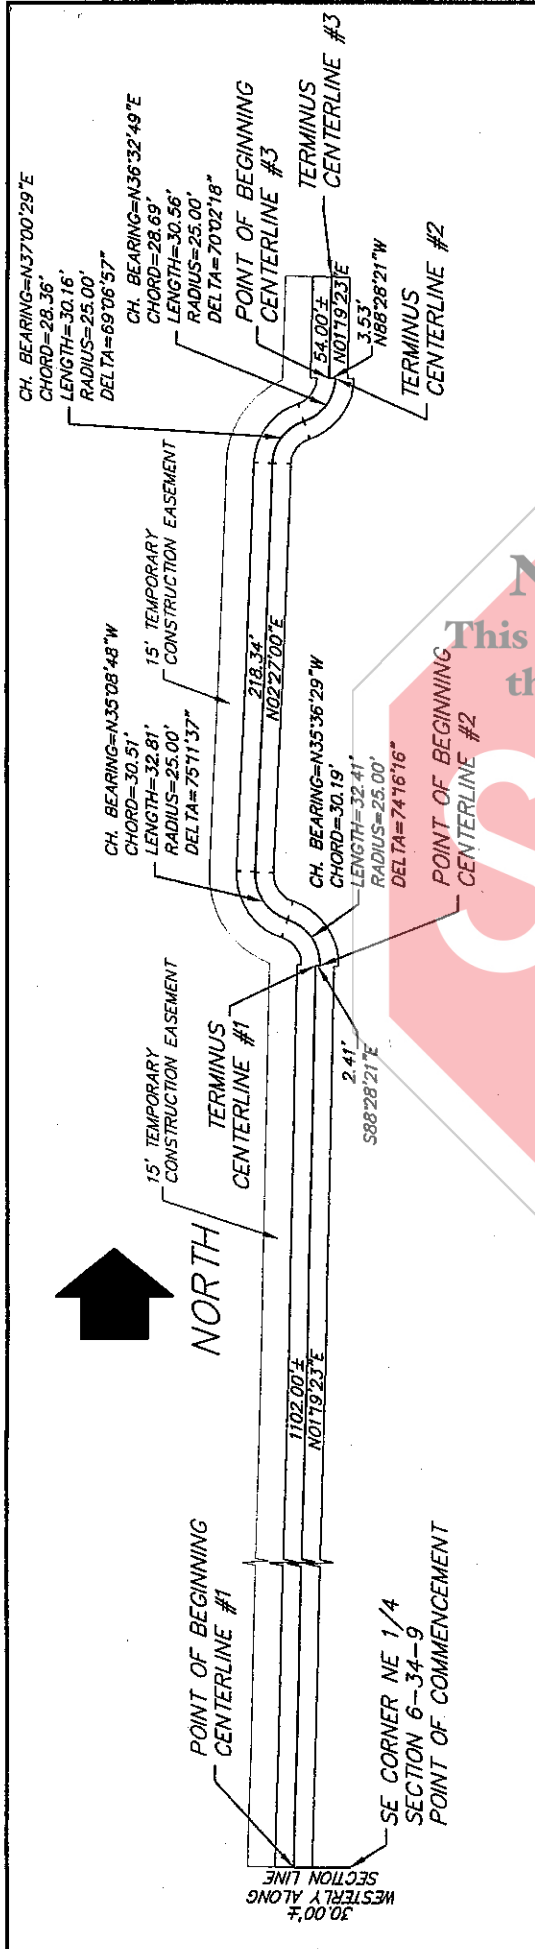 CH. BEARING=N37°00'29"E
CHORD=28.36'
LENGTH=30.16'
RADIUS=25.00'
DELTA=69°06'57"
CH. BEARING=N36°32'49"E
CHORD=28.69'
LENGTH=30.56'
RADIUS=25.00'
DELTA=70°02'18"
POINT OF BEGINNING
CENTERLINE #3
TERMINUS
CENTERLINE #3
54.00'±
N01°19'23"E
3.53'
N88°28'21"W
TERMINUS
CENTERLINE #2
15' TEMPORARY
CONSTRUCTION EASEMENT
218.34'
N02°27'00"E
CH. BEARING=N35°08'48"W
CHORD=30.51'
LENGTH=32.81'
RADIUS=25.00'
DELTA=75°11'37"
CH. BEARING=N35°36'29"W
CHORD=30.19'
LENGTH=32.41'
RADIUS=25.00'
DELTA=74°16'16"
POINT OF BEGINNING
CENTERLINE #2
15' TEMPORARY
CONSTRUCTION EASEMENT
TERMINUS
CENTERLINE #1
2.41'
S88°28'21"E
NORTH
1102.00'±
N01°19'23"E
POINT OF BEGINNING
CENTERLINE #1
SE CORNER NE 1/4
SECTION 6-34-9
POINT OF COMMENCEMENT
30.00'±
WESTERLY ALONG
SECTION LINE
N
This
th
S